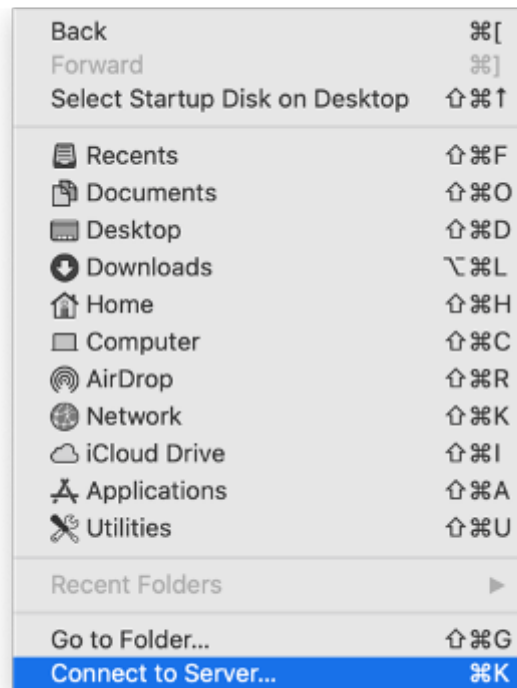 Back ⌘[
Forward ⌘]
Select Startup Disk on Desktop ⇧⌘↑
Recents ⇧⌘F
Documents ⇧⌘O
Desktop ⇧⌘D
Downloads ⌥⌘L
Home ⇧⌘H
Computer ⇧⌘C
AirDrop ⇧⌘R
Network ⇧⌘K
iCloud Drive ⇧⌘I
Applications ⇧⌘A
Utilities ⇧⌘U
Recent Folders ▶
Go to Folder... ⇧⌘G
Connect to Server... ⌘K